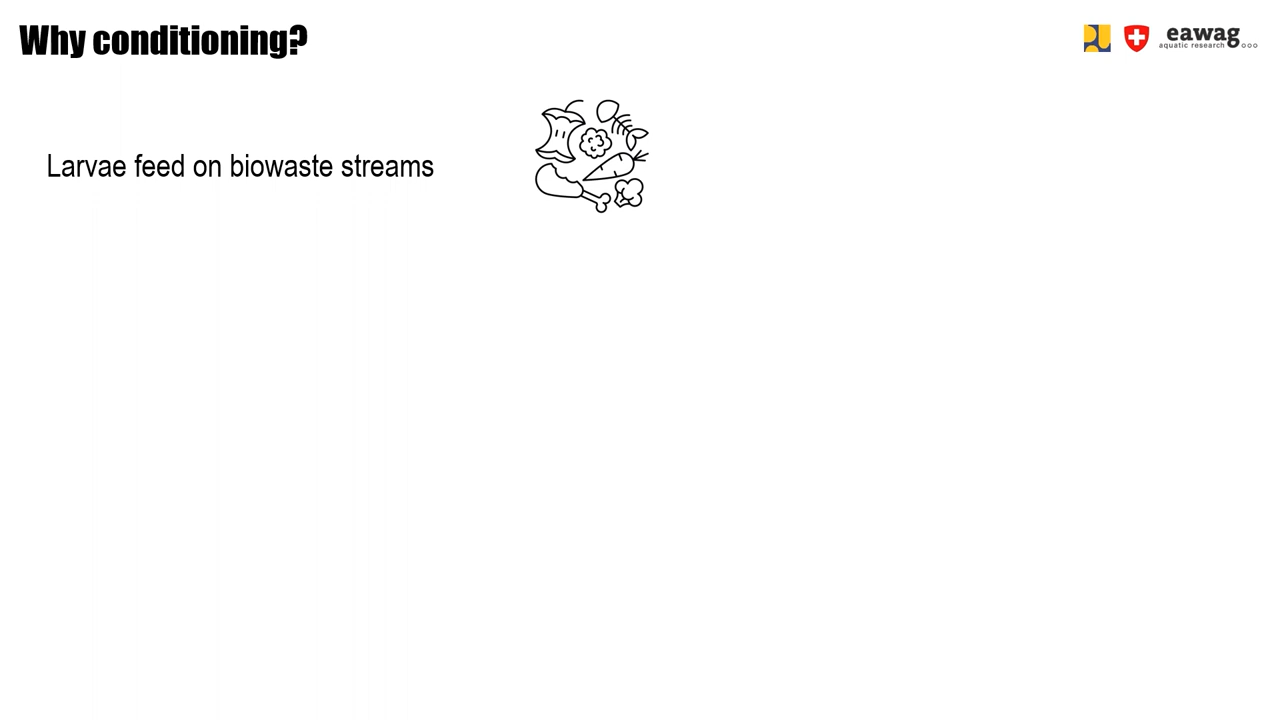 Why conditioning?
eawag
aquatic research
Larvae feed on biowaste streams